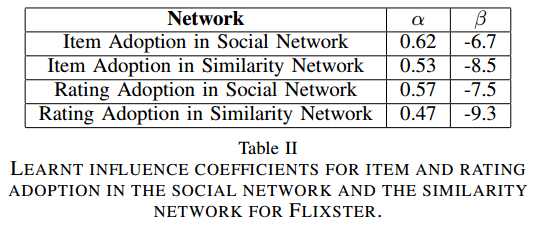 Network α β
Item Adoption in Social Network 0.62 -6.7
Item Adoption in Similarity Network 0.53 -8.5
Rating Adoption in Social Network 0.57 -7.5
Rating Adoption in Similarity Network 0.47 -9.3
Table II
LEARNT INFLUENCE COEFFICIENTS FOR ITEM AND RATING
ADOPTION IN THE SOCIAL NETWORK AND THE SIMILARITY
NETWORK FOR FLIXSTER.